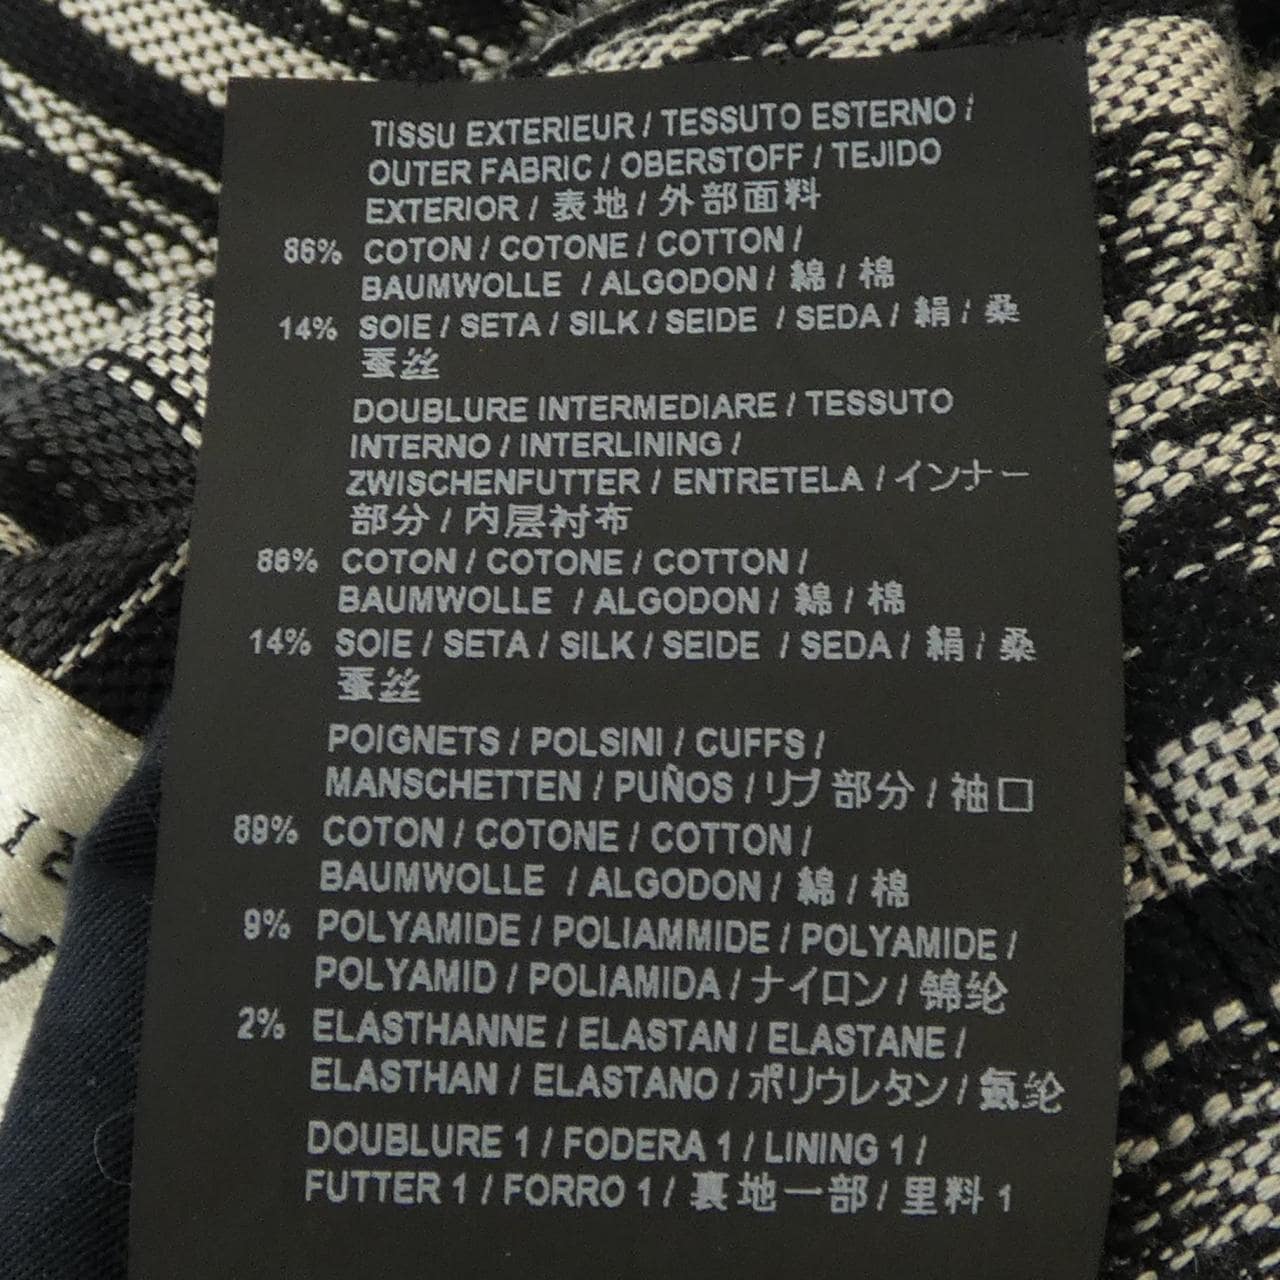 TISSU EXTERIEUR / TESSUTO ESTERNO /
OUTER FABRIC / OBERSTOFF / TEJIDO
EXTERIOR / 表地 / 外部面料
86% COTON / COTONE / COTTON /
BAUMWOLLE / ALGODON / 綿 / 棉
14% SOIE / SETA / SILK / SEIDE / SEDA / 絹 / 桑
蚕丝
DOUBLURE INTERMEDIARE / TESSUTO
INTERNO / INTERLINING /
ZWISCHENFUTTER / ENTRETELA / インナー
部分 / 内层衬布
86% COTON / COTONE / COTTON /
BAUMWOLLE / ALGODON / 綿 / 棉
14% SOIE / SETA / SILK / SEIDE / SEDA / 絹 / 桑
蚕丝
POIGNETS / POLSINI / CUFFS /
MANSCHETTEN / PUÑOS / リブ部分 / 袖口
89% COTON / COTONE / COTTON /
BAUMWOLLE / ALGODON / 綿 / 棉
9% POLYAMIDE / POLIAMMIDE / POLYAMIDE /
POLYAMID / POLIAMIDA / ナイロン / 锦纶
2% ELASTHANNE / ELASTAN / ELASTANE /
ELASTHAN / ELASTANO / ポリウレタン / 氨纶
DOUBLURE 1 / FODERA 1 / LINING 1 /
FUTTER 1 / FORRO 1 / 裏地一部 / 里料 1